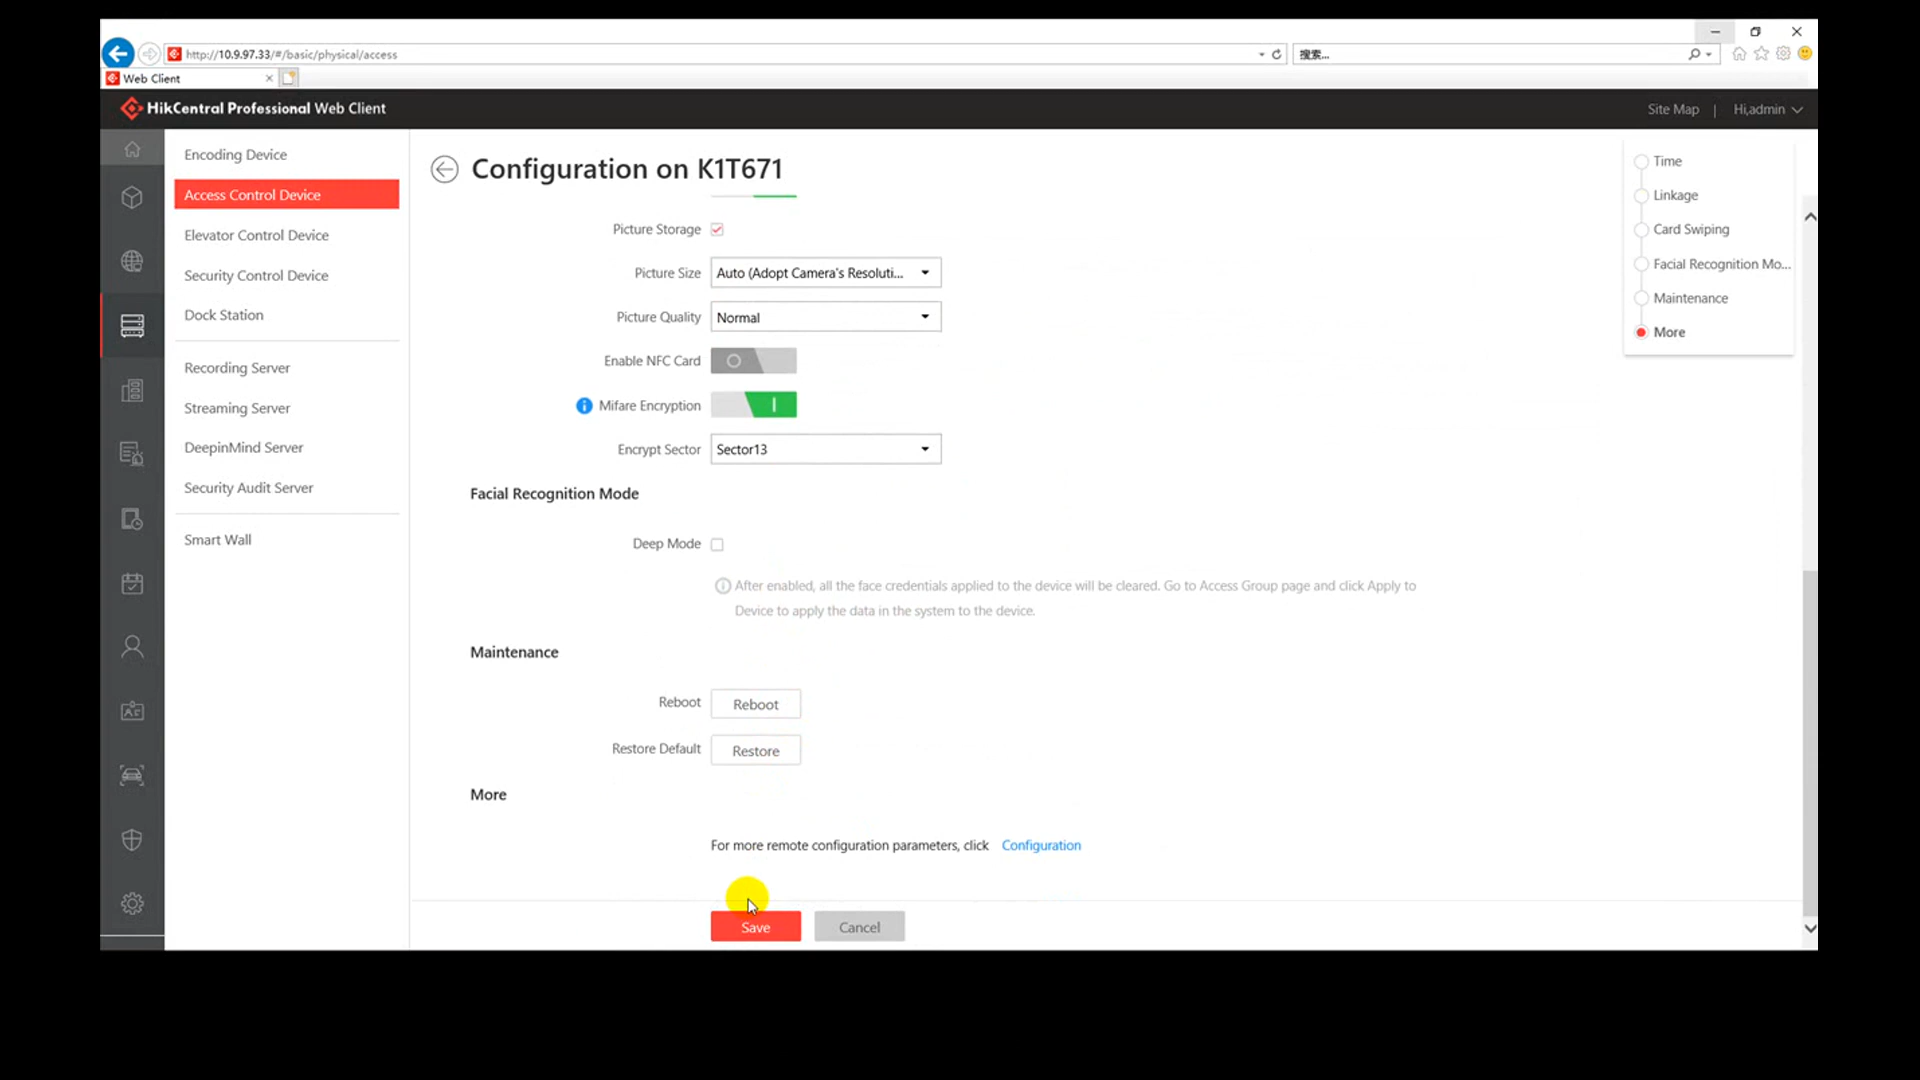 http://10.9.97.33/#/basic/physical/access
搜索...
Web Client
HikCentral Professional Web Client
Site Map | Hi,admin
Encoding Device
Access Control Device
Elevator Control Device
Security Control Device
Dock Station
Recording Server
Streaming Server
DeepinMind Server
Security Audit Server
Smart Wall
Configuration on K1T671
Picture Storage
Picture Size Auto (Adopt Camera's Resoluti...
Picture Quality Normal
Enable NFC Card
Mifare Encryption
Encrypt Sector Sector13
Facial Recognition Mode
Deep Mode
After enabled, all the face credentials applied to the device will be cleared. Go to Access Group page and click Apply to
Device to apply the data in the system to the device.
Maintenance
Reboot Reboot
Restore Default Restore
More
For more remote configuration parameters, click Configuration
Save Cancel
Time
Linkage
Card Swiping
Facial Recognition Mo...
Maintenance
More